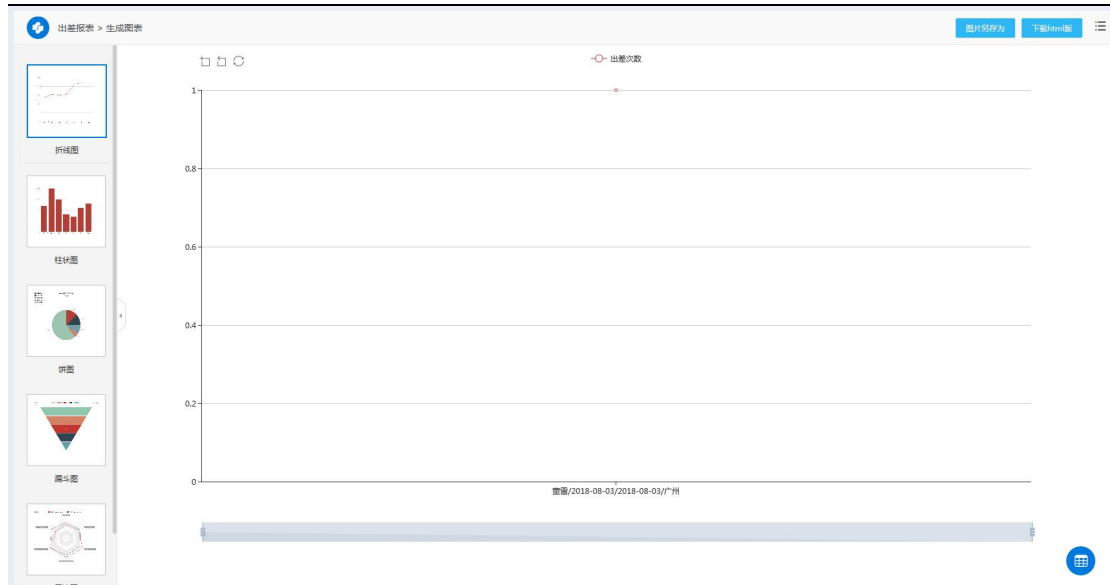 出差报表 > 生成图表
图片另存为
下载html版
折线图
柱状图
饼图
漏斗图
出差次数
1
0.8
0.6
0.4
0.2
0
董雷/2018-08-03/2018-08-03/广州